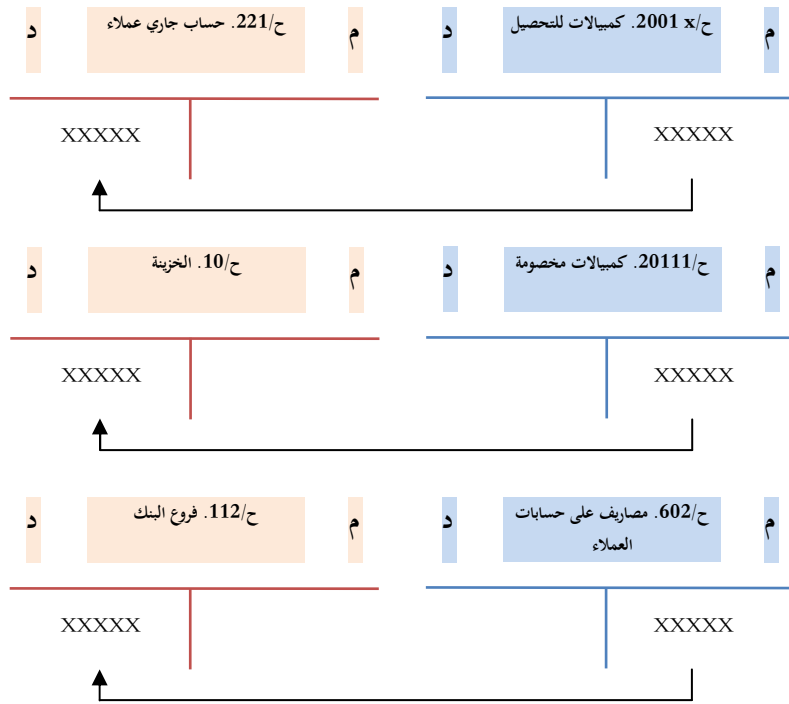 م ح/2001 x. كمبيالات للتحصيل د م ح/221. حساب جاري عملاء د
XXXXX XXXXX
م ح/20111. كمبيالات مخصومة د م ح/10. الخزينة د
XXXXX XXXXX
م ح/602. مصاريف على حسابات د م ح/112. فروع البنك د
العملاء
XXXXX XXXXX